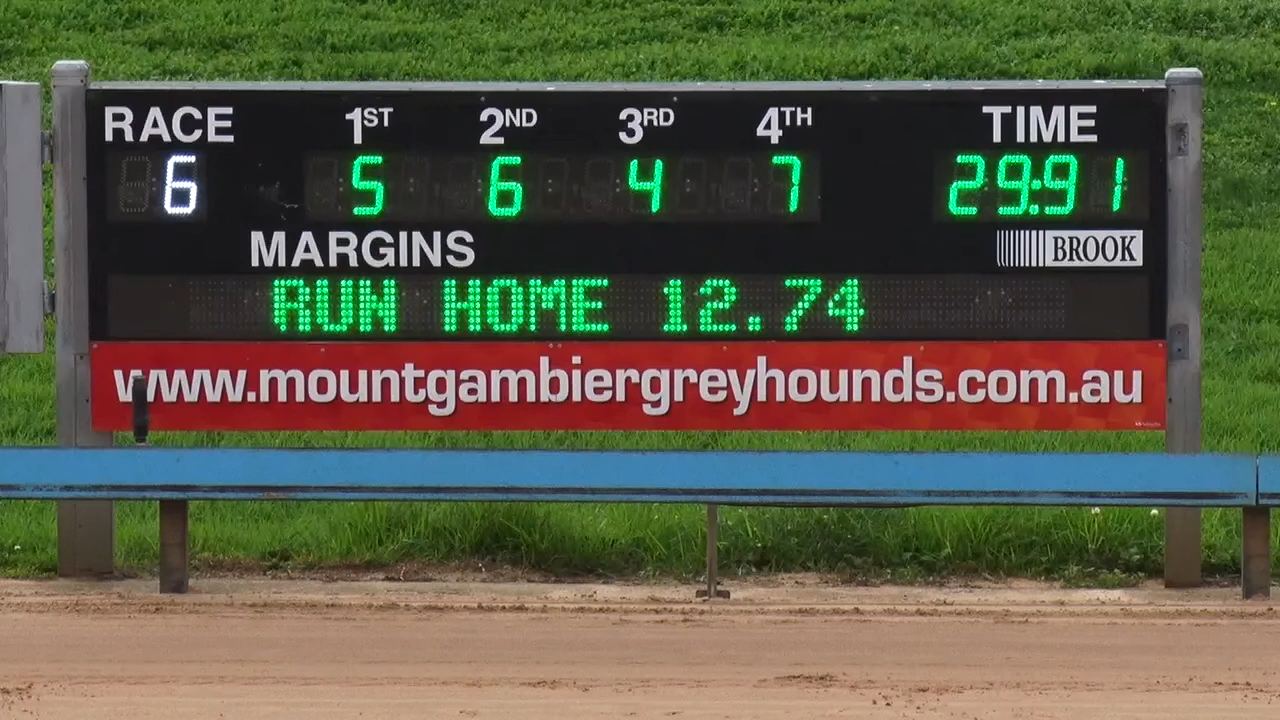 RACE 1ST 2ND 3RD 4TH TIME
6 5 6 4 7 29:91
MARGINS BROOK
RUN HOME 12.74
www.mountgambiergreyhounds.com.au